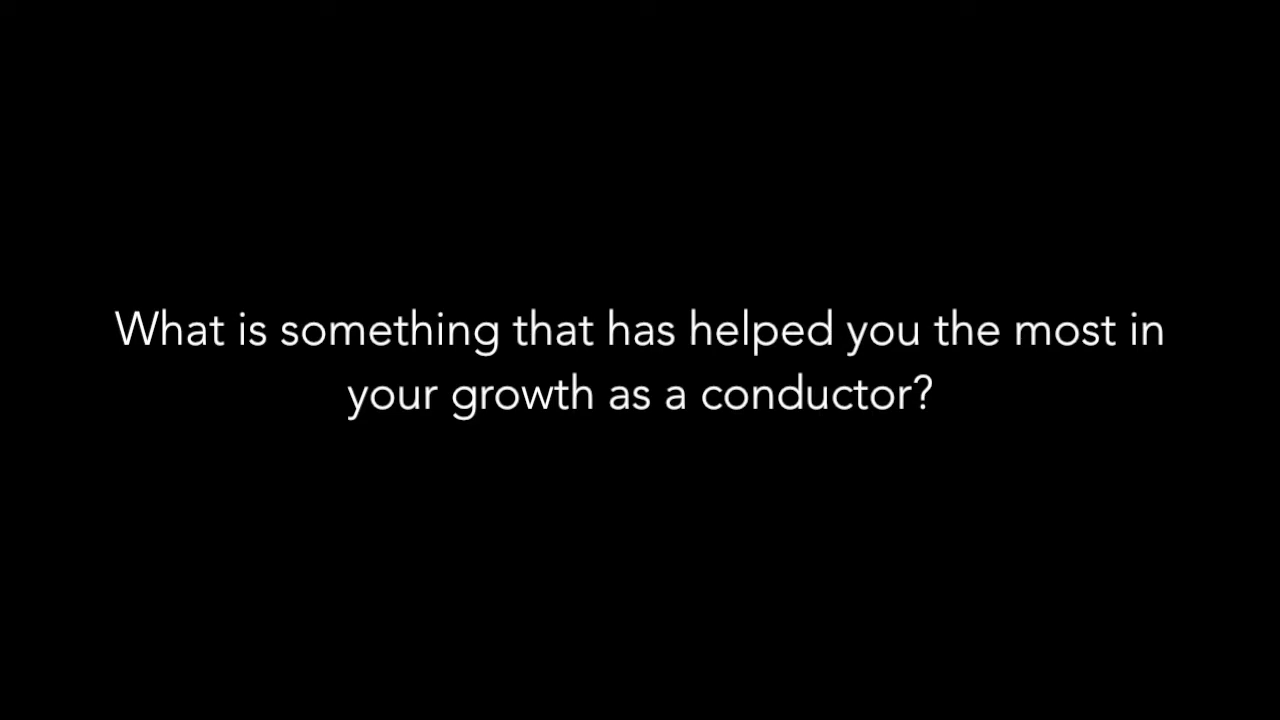 What is something that has helped you the most in
your growth as a conductor?